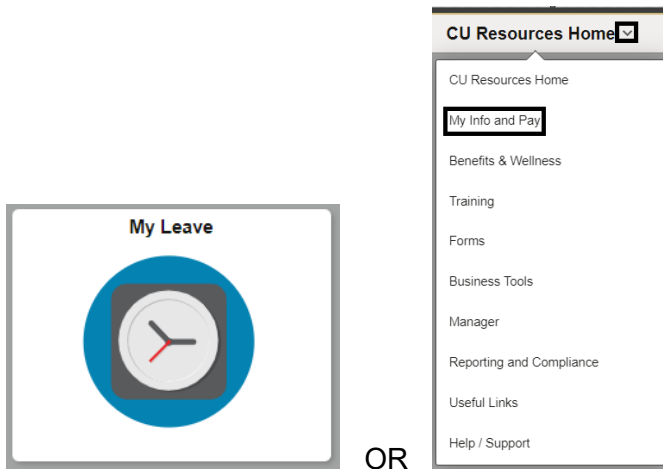 My Leave
OR
CU Resources Home
CU Resources Home
My Info and Pay
Benefits & Wellness
Training
Forms
Business Tools
Manager
Reporting and Compliance
Useful Links
Help / Support